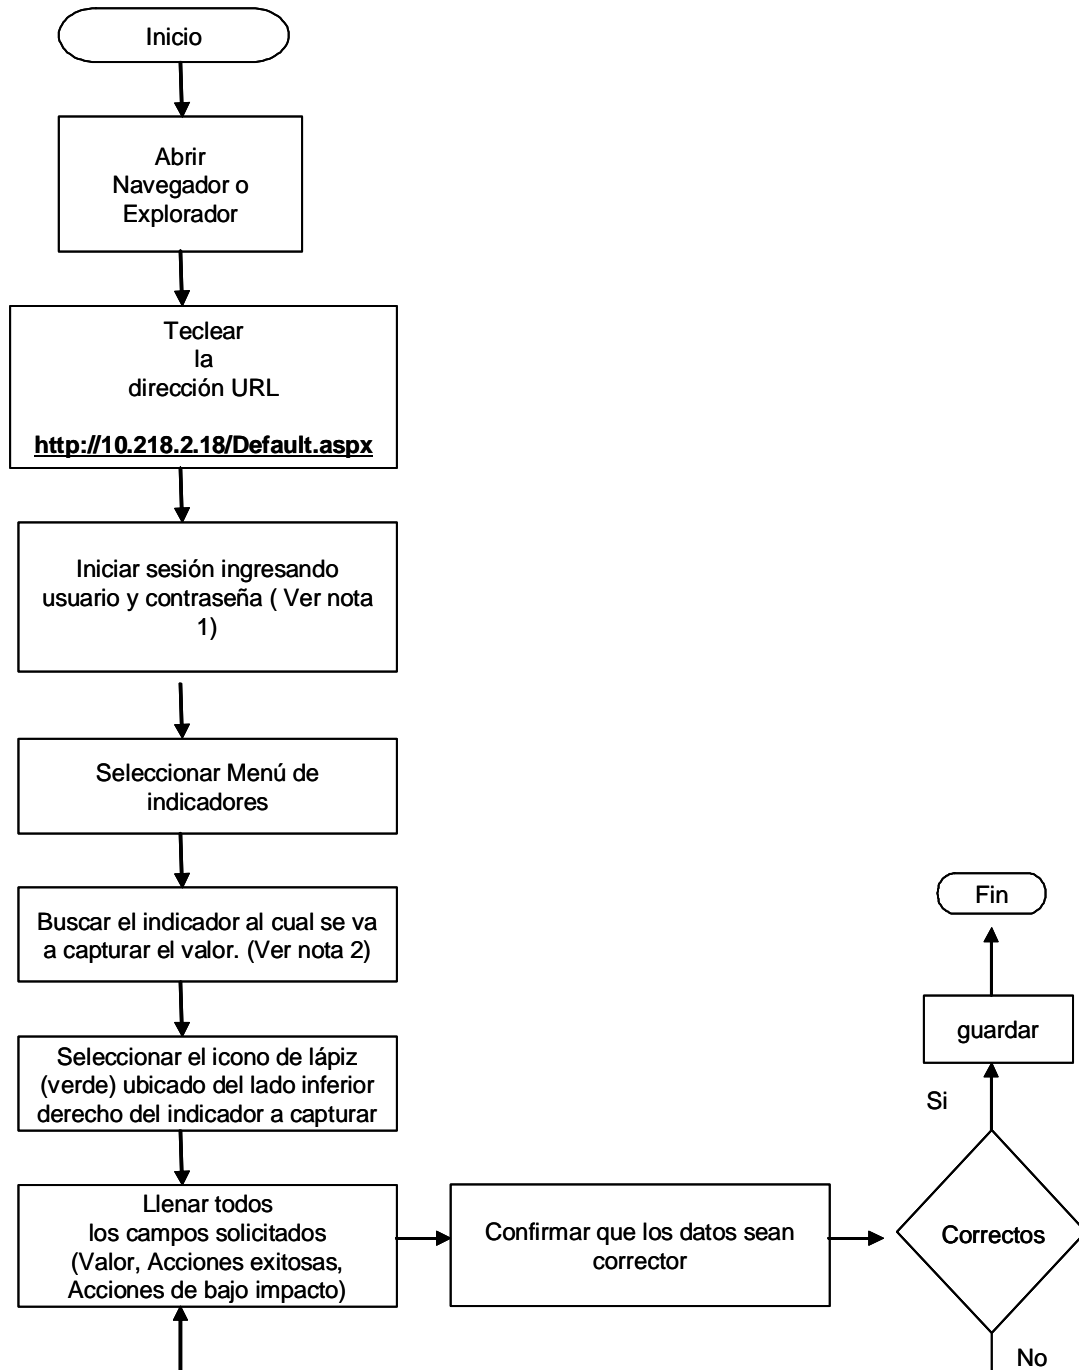 Inicio
Abrir
Navegador o
Explorador
Teclear
la
dirección URL
http://10.218.2.18/Default.aspx
Iniciar sesión ingresando
usuario y contraseña ( Ver nota
1)
Seleccionar Menú de
indicadores
Buscar el indicador al cual se va
a capturar el valor. (Ver nota 2)
Seleccionar el icono de lápiz
(verde) ubicado del lado inferior
derecho del indicador a capturar
Llenar todos
los campos solicitados
(Valor, Acciones exitosas,
Acciones de bajo impacto)
Confirmar que los datos sean
corrector
Correctos
No
Si
guardar
Fin